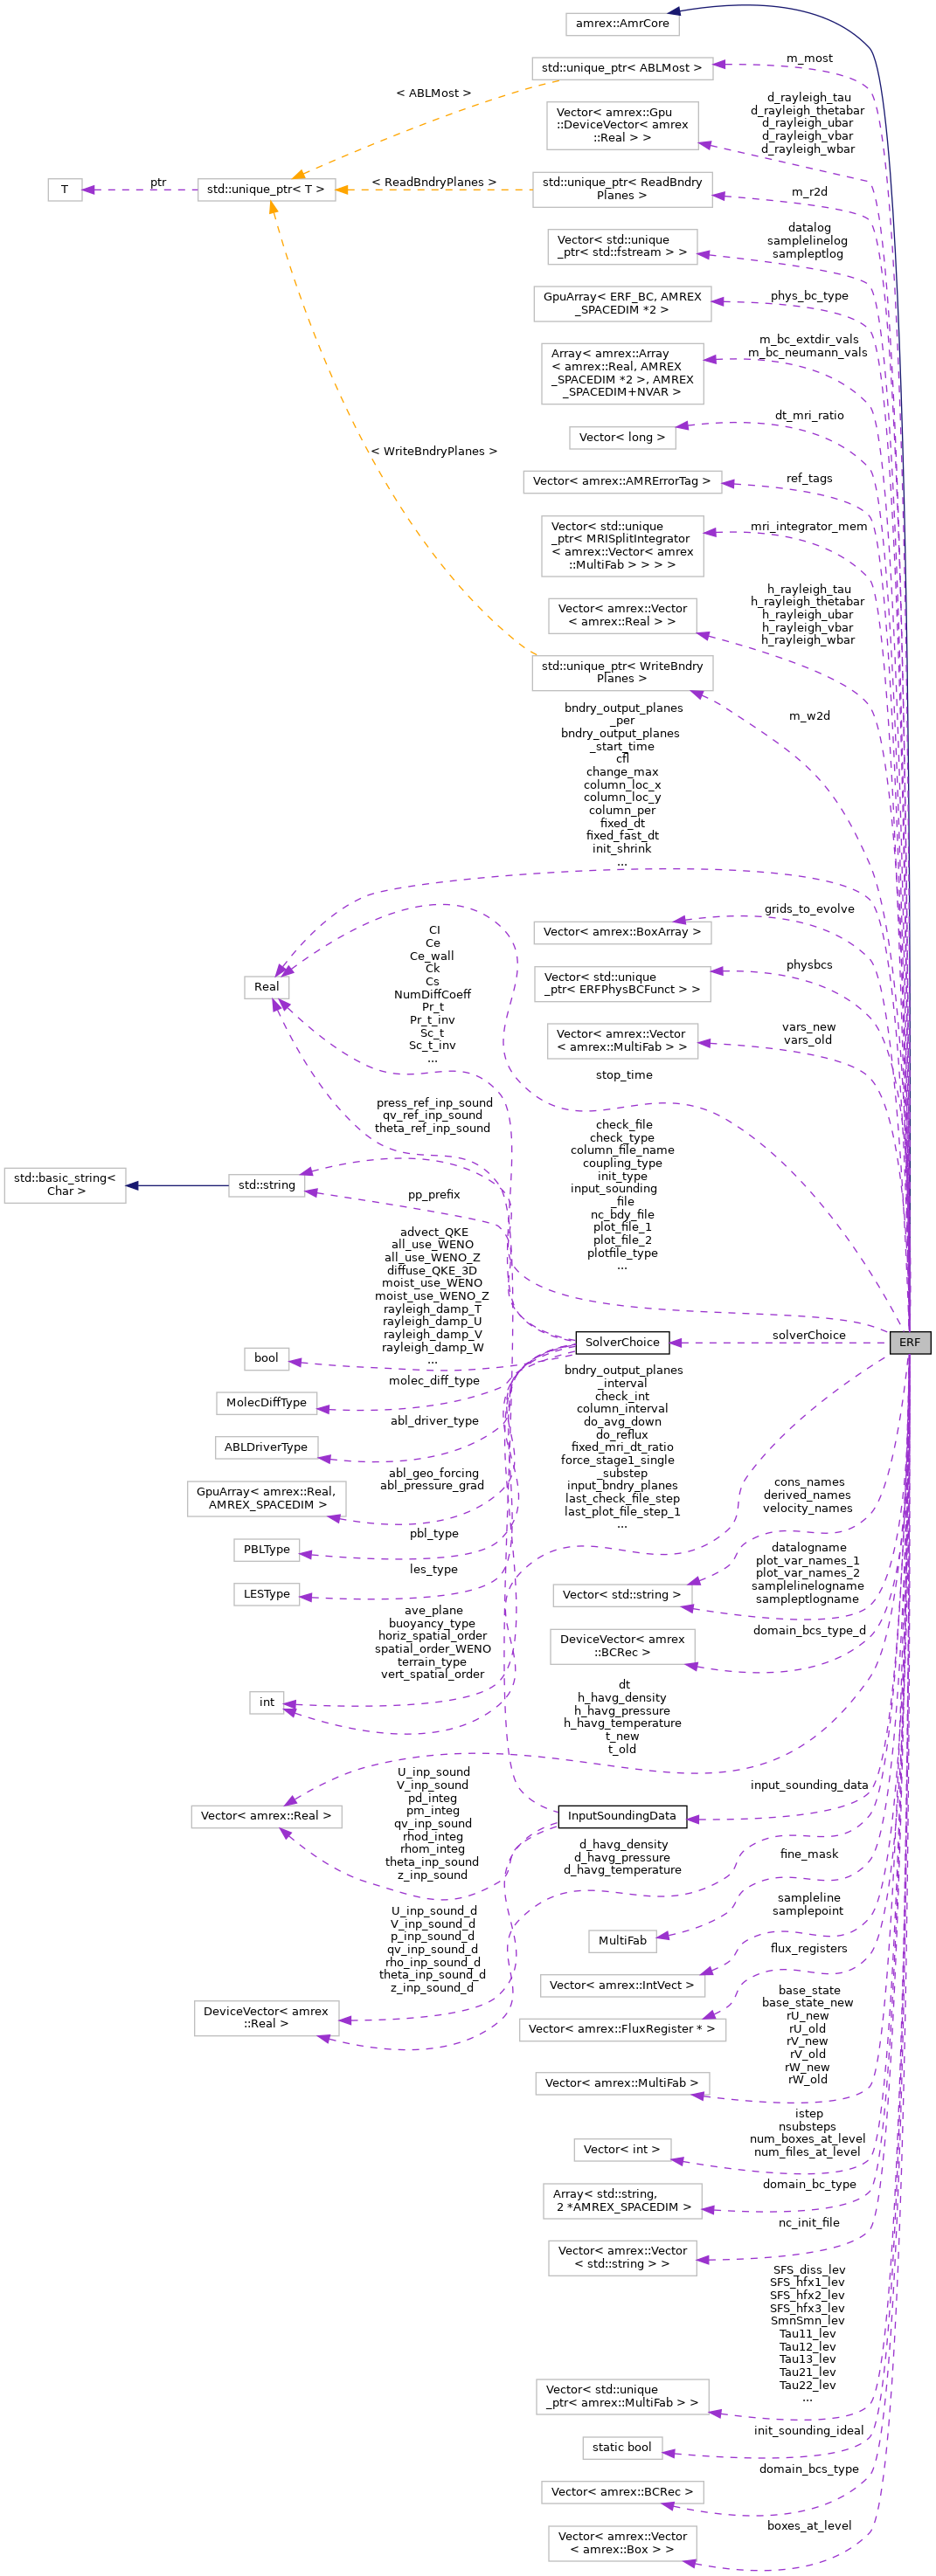 amrex::AmrCore
std::unique_ptr< ABLMost >
m_most
< ABLMost >
Vector< amrex::Gpu
::DeviceVector< amrex
::Real > >
d_rayleigh_tau
d_rayleigh_thetabar
d_rayleigh_ubar
d_rayleigh_vbar
d_rayleigh_wbar
T
ptr
std::unique_ptr< T >
< ReadBndryPlanes >
std::unique_ptr< ReadBndry
Planes >
m_r2d
Vector< std::unique
_ptr< std::fstream > >
datalog
samplelinelog
sampleptlog
GpuArray< ERF_BC, AMREX
_SPACEDIM *2 >
phys_bc_type
Array< amrex::Array
< amrex::Real, AMREX
_SPACEDIM *2 >, AMREX
_SPACEDIM+NVAR >
m_bc_extdir_vals
m_bc_neumann_vals
Vector< long >
dt_mri_ratio
< WriteBndryPlanes >
Vector< amrex::AMRErrorTag >
ref_tags
Vector< std::unique
_ptr< MRISplitIntegrator
< amrex::Vector< amrex
::MultiFab > > > >
mri_integrator_mem
Vector< amrex::Vector
< amrex::Real > >
h_rayleigh_tau
h_rayleigh_thetabar
h_rayleigh_ubar
h_rayleigh_vbar
h_rayleigh_wbar
std::unique_ptr< WriteBndry
Planes >
m_w2d
bndry_output_planes
_per
bndry_output_planes
_start_time
cfl
change_max
column_loc_x
column_loc_y
column_per
fixed_dt
fixed_fast_dt
init_shrink
...
Vector< amrex::BoxArray >
grids_to_evolve
Real
CI
Ce
Ce_wall
Ck
Cs
NumDiffCoeff
Pr_t
Pr_t_inv
Sc_t
Sc_t_inv
...
Vector< std::unique
_ptr< ERFPhysBCFunct > >
physbcs
Vector< amrex::Vector
< amrex::MultiFab > >
vars_new
vars_old
stop_time
press_ref_inp_sound
qv_ref_inp_sound
theta_ref_inp_sound
check_file
check_type
column_file_name
coupling_type
init_type
input_sounding
_file
nc_bdy_file
plot_file_1
plot_file_2
plotfile_type
...
std::basic_string<
Char >
std::string
pp_prefix
advect_QKE
all_use_WENO
all_use_WENO_Z
diffuse_QKE_3D
moist_use_WENO
moist_use_WENO_Z
rayleigh_damp_T
rayleigh_damp_U
rayleigh_damp_V
rayleigh_damp_W
...
SolverChoice
solverChoice
ERF
bool
molec_diff_type
MolecDiffType
abl_driver_type
ABLDriverType
bndry_output_planes
_interval
check_int
column_interval
do_avg_down
do_reflux
fixed_mri_dt_ratio
force_stage1_single
_substep
input_bndry_planes
last_check_file_step
last_plot_file_step_1
...
abl_geo_forcing
abl_pressure_grad
GpuArray< amrex::Real,
AMREX_SPACEDIM >
cons_names
derived_names
velocity_names
pbl_type
PBLType
les_type
LESType
Vector< std::string >
datalogname
plot_var_names_1
plot_var_names_2
samplelinelogname
sampleptlogname
ave_plane
buoyancy_type
horiz_spatial_order
spatial_order_WENO
terrain_type
vert_spatial_order
DeviceVector< amrex
::BCRec >
domain_bcs_type_d
int
dt
h_havg_density
h_havg_pressure
h_havg_temperature
t_new
t_old
Vector< amrex::Real >
U_inp_sound
V_inp_sound
pd_integ
pm_integ
qv_inp_sound
rhod_integ
rhom_integ
theta_inp_sound
z_inp_sound
InputSoundingData
input_sounding_data
d_havg_density
d_havg_pressure
d_havg_temperature
fine_mask
MultiFab
sampleline
samplepoint
U_inp_sound_d
V_inp_sound_d
p_inp_sound_d
qv_inp_sound_d
rho_inp_sound_d
theta_inp_sound_d
z_inp_sound_d
Vector< amrex::IntVect >
flux_registers
DeviceVector< amrex
::Real >
Vector< amrex::FluxRegister * >
base_state
base_state_new
rU_new
rU_old
rV_new
rV_old
rW_new
rW_old
Vector< amrex::MultiFab >
istep
nsubsteps
num_boxes_at_level
num_files_at_level
Vector< int >
domain_bc_type
Array< std::string,
2 *AMREX_SPACEDIM >
nc_init_file
Vector< amrex::Vector
< std::string > >
SFS_diss_lev
SFS_hfx1_lev
SFS_hfx2_lev
SFS_hfx3_lev
SmnSmn_lev
Tau11_lev
Tau12_lev
Tau13_lev
Tau21_lev
Tau22_lev
...
Vector< std::unique
_ptr< amrex::MultiFab > >
init_sounding_ideal
static bool
domain_bcs_type
Vector< amrex::BCRec >
boxes_at_level
Vector< amrex::Vector
< amrex::Box > >